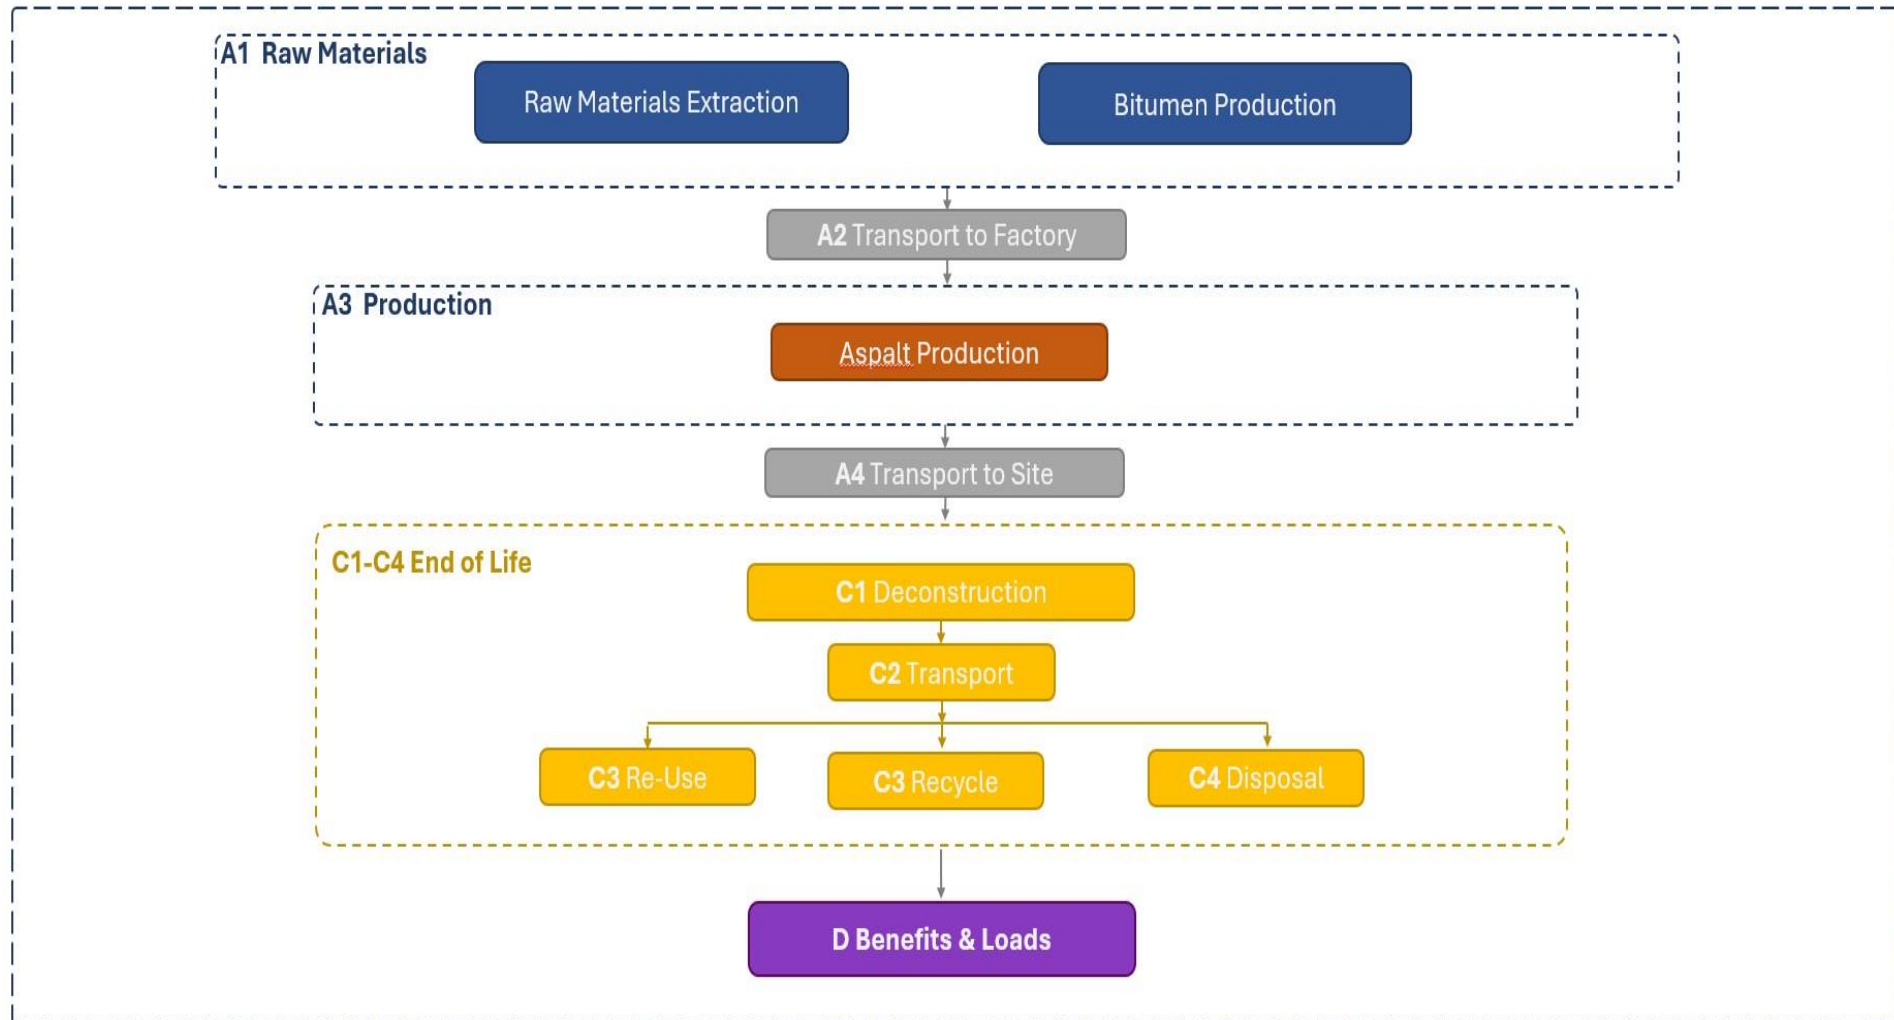 A1 Raw Materials
Raw Materials Extraction
Bitumen Production
A2 Transport to Factory
A3 Production
Aspalt Production
A4 Transport to Site
C1-C4 End of Life
C1 Deconstruction
C2 Transport
C3 Re-Use
C3 Recycle
C4 Disposal
D Benefits & Loads